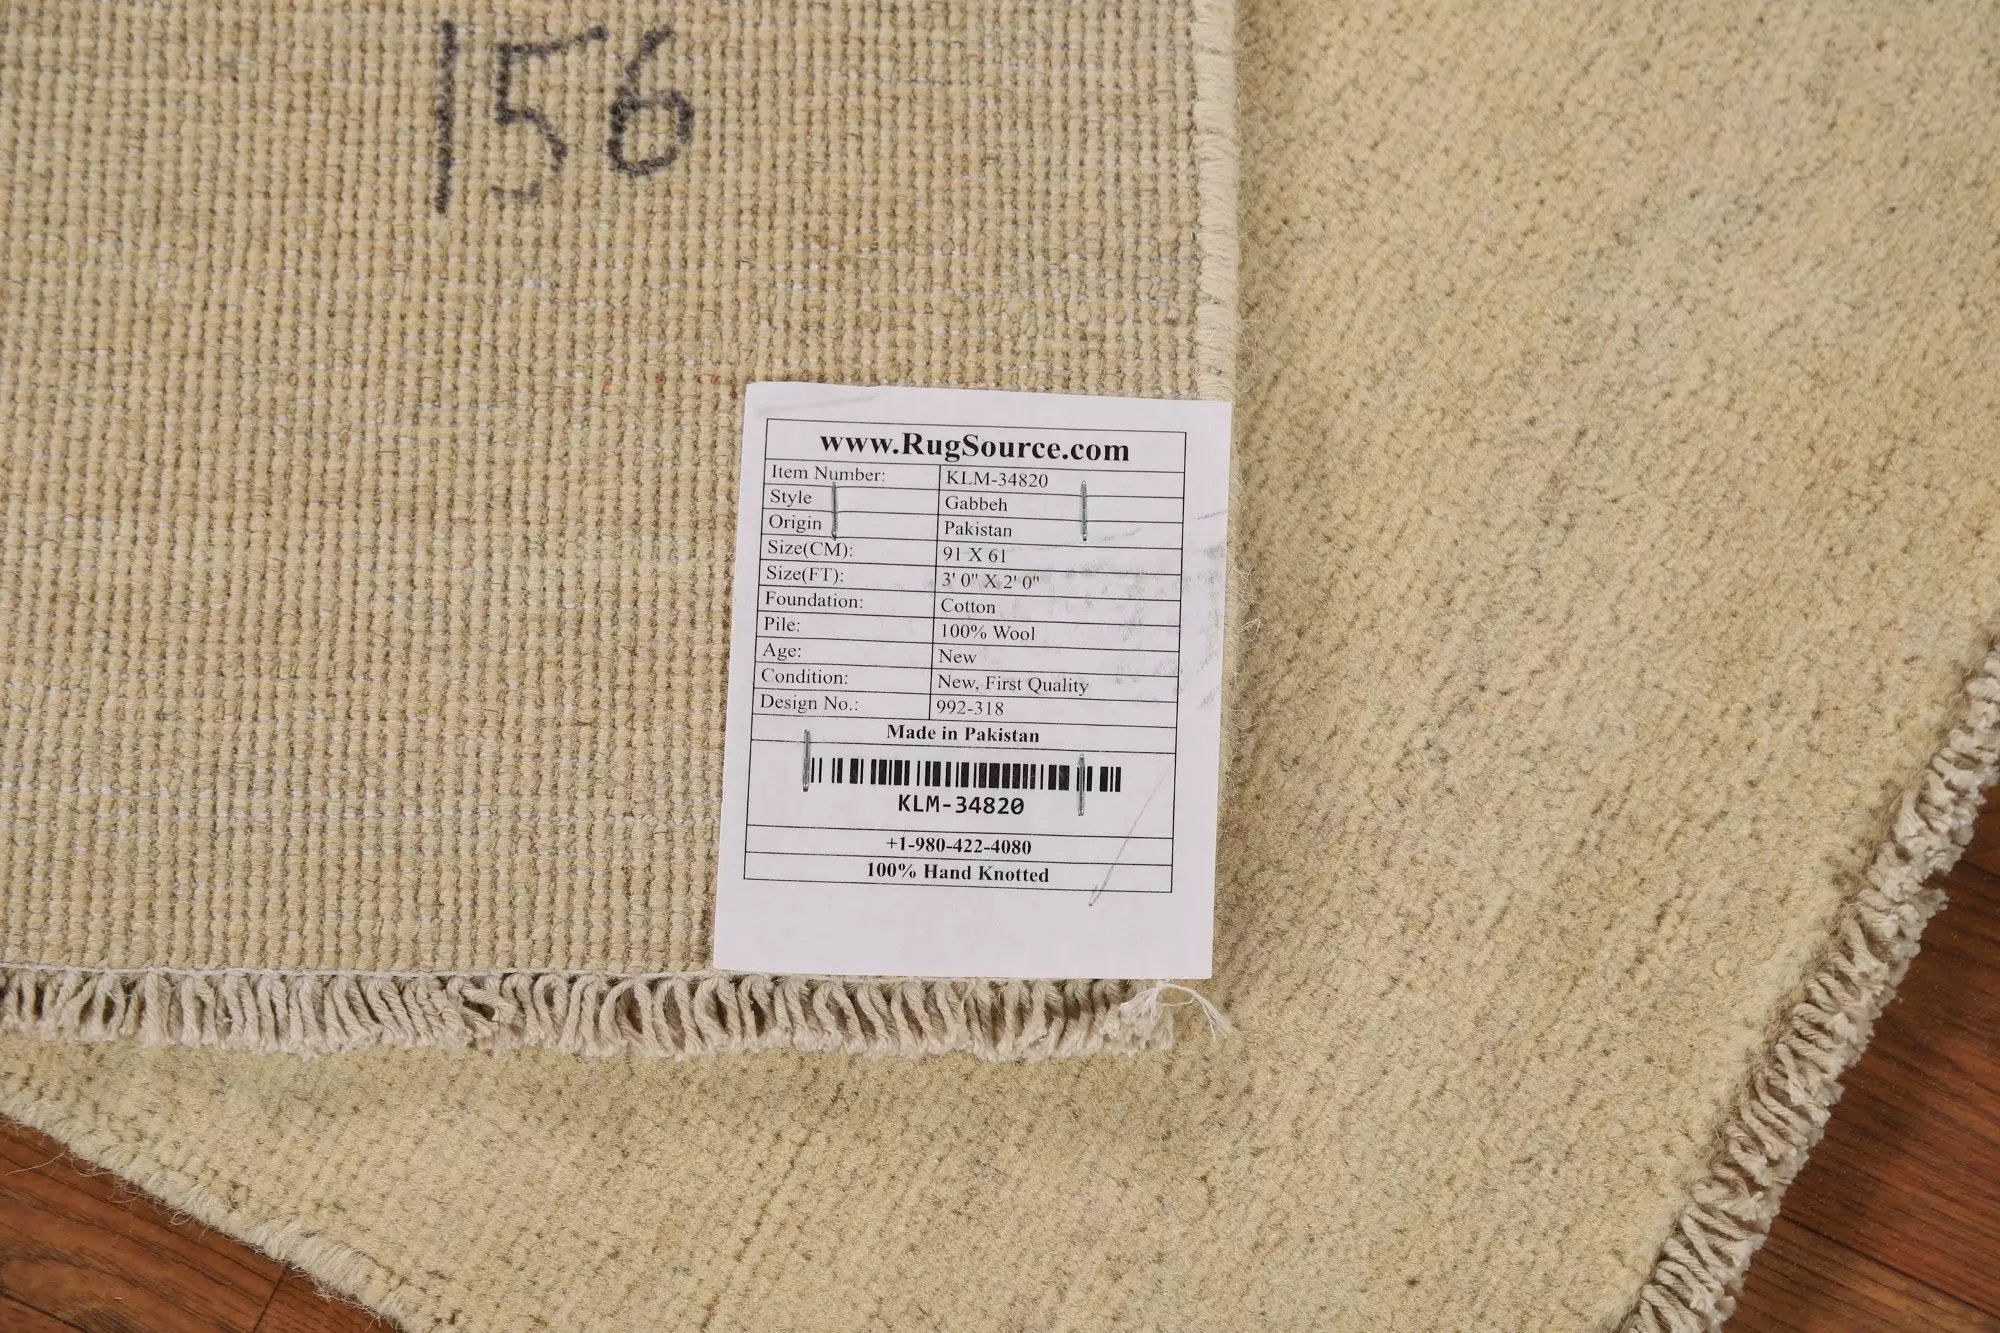 156
www.RugSource.com
Item Number: KLM-34820
Style Gabbeh
Origin Pakistan
Size(CM): 91 X 61
Size(FT): 3' 0" X 2' 0"
Foundation: Cotton
Pile: 100% Wool
Age: New
Condition: New, First Quality
Design No.: 992-318
Made in Pakistan
KLM-34820
+1-980-422-4080
100% Hand Knotted